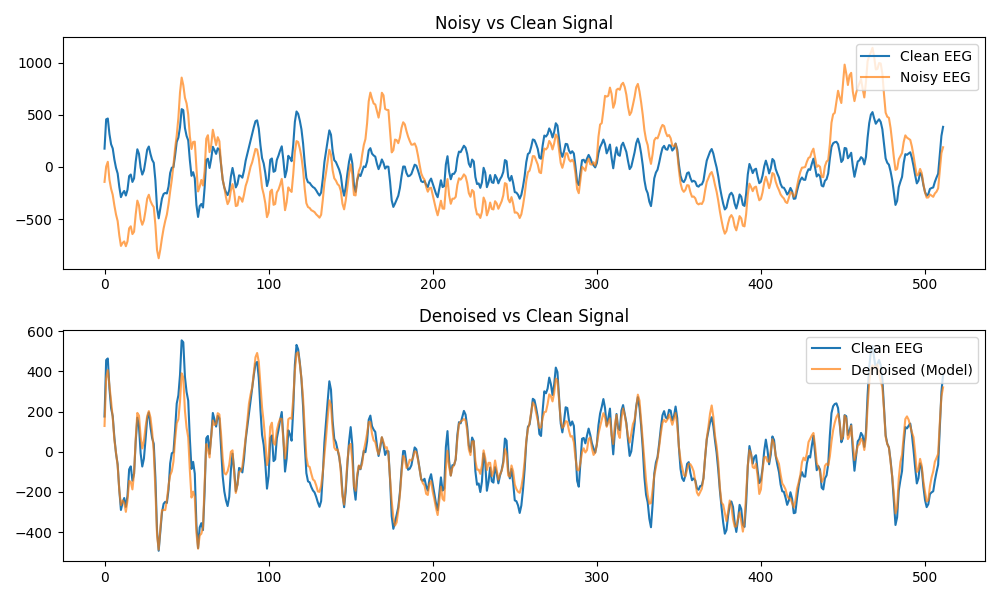 Noisy vs Clean Signal
1000
500
0
−500
Clean EEG
Noisy EEG
0 100 200 300 400 500
Denoised vs Clean Signal
600
400
200
0
−200
−400
Clean EEG
Denoised (Model)
0 100 200 300 400 500